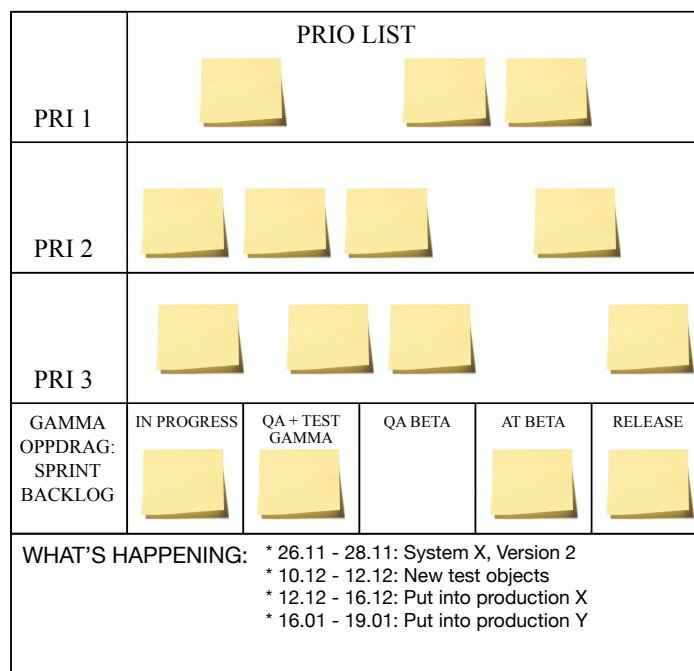 PRIO LIST
PRI 1
PRI 2
PRI 3
GAMMA
OPPDRAG:
SPRINT
BACKLOG
IN PROGRESS
QA + TEST
GAMMA
QA BETA
AT BETA
RELEASE
WHAT'S HAPPENING:
* 26.11 - 28.11: System X, Version 2
* 10.12 - 12.12: New test objects
* 12.12 - 16.12: Put into production X
* 16.01 - 19.01: Put into production Y